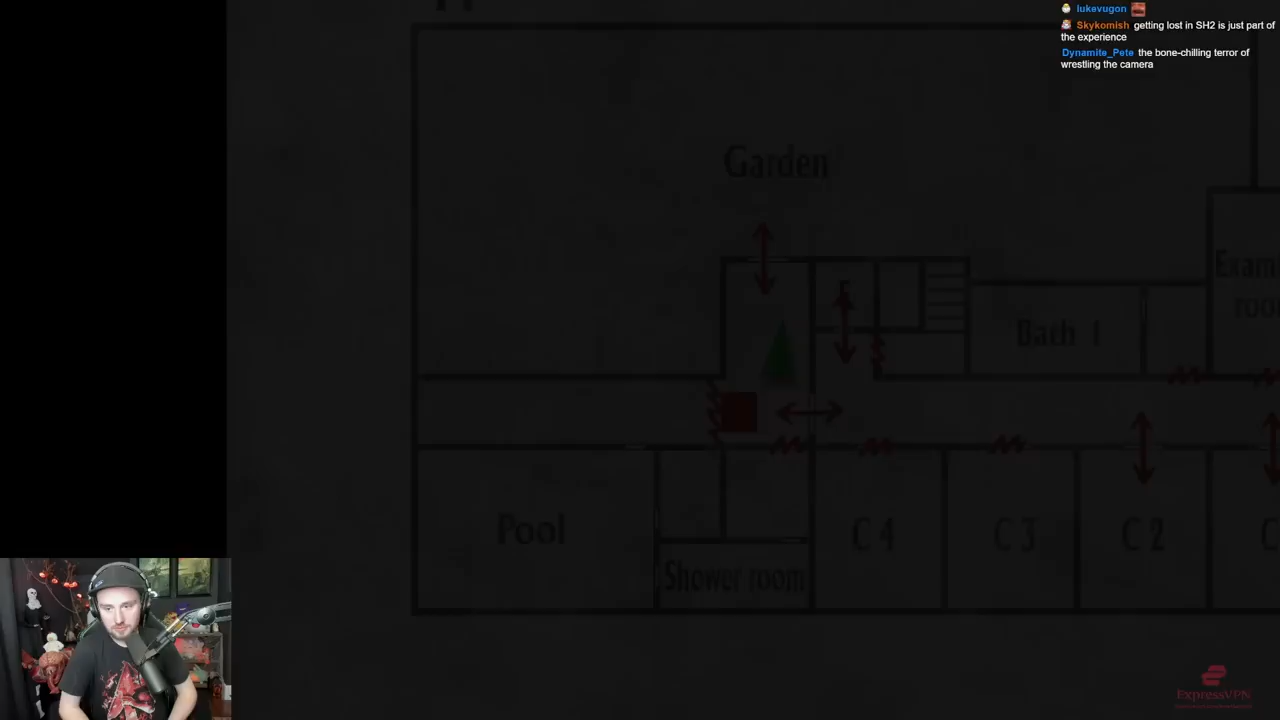 lukevugon
Skykomish getting lost in SH2 is just part of
the experience
Dynamite_Pete the bone-chilling terror of
wrestling the camera
Garden
Exam
Bath 1
Pool
Shower room
C 4
C 3
C 2
C
ExpressVPN